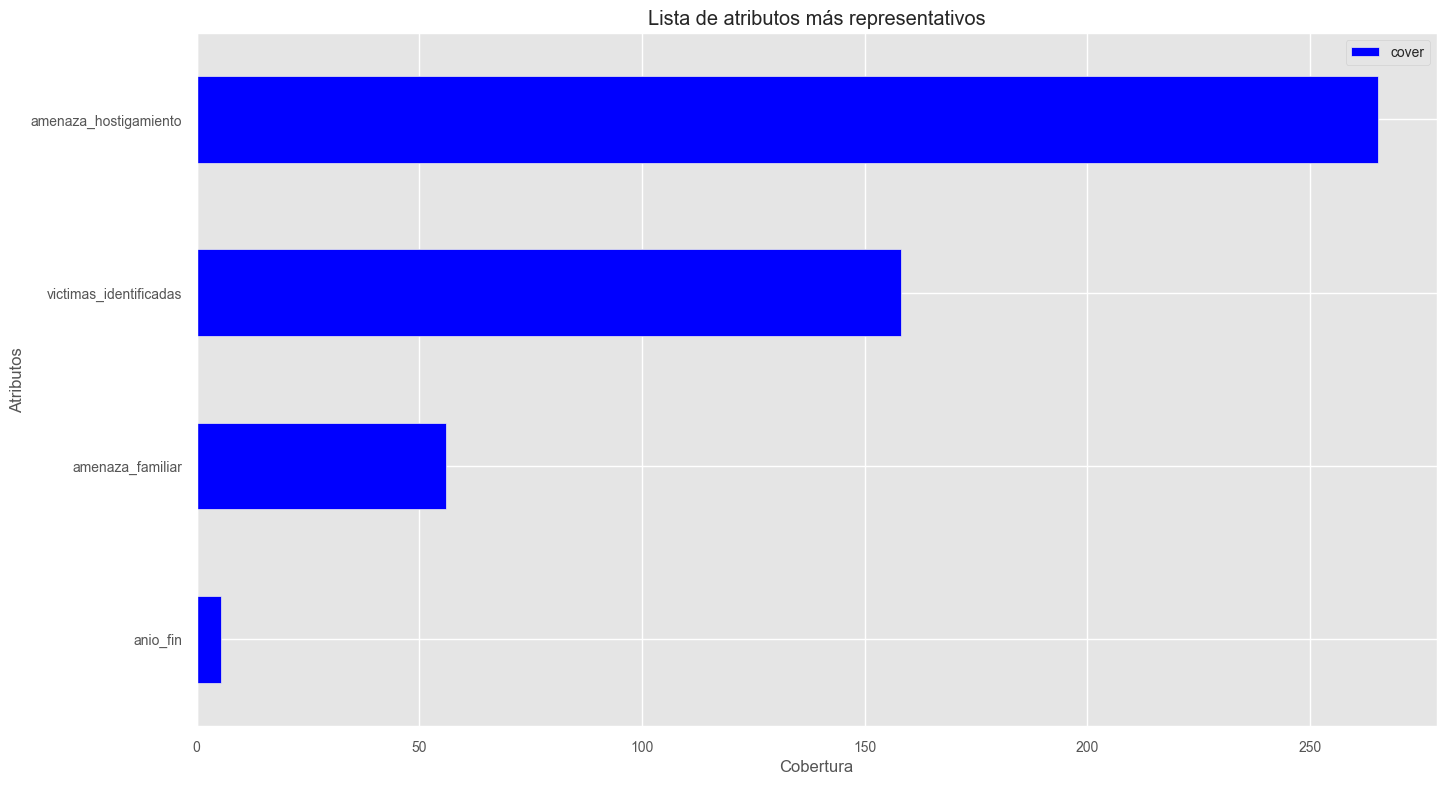 Lista de atributos más representativos
cover
amenaza_hostigamiento
victimas_identificadas
amenaza_familiar
anio_fin
Atributos
0 50 100 150 200 250
Cobertura